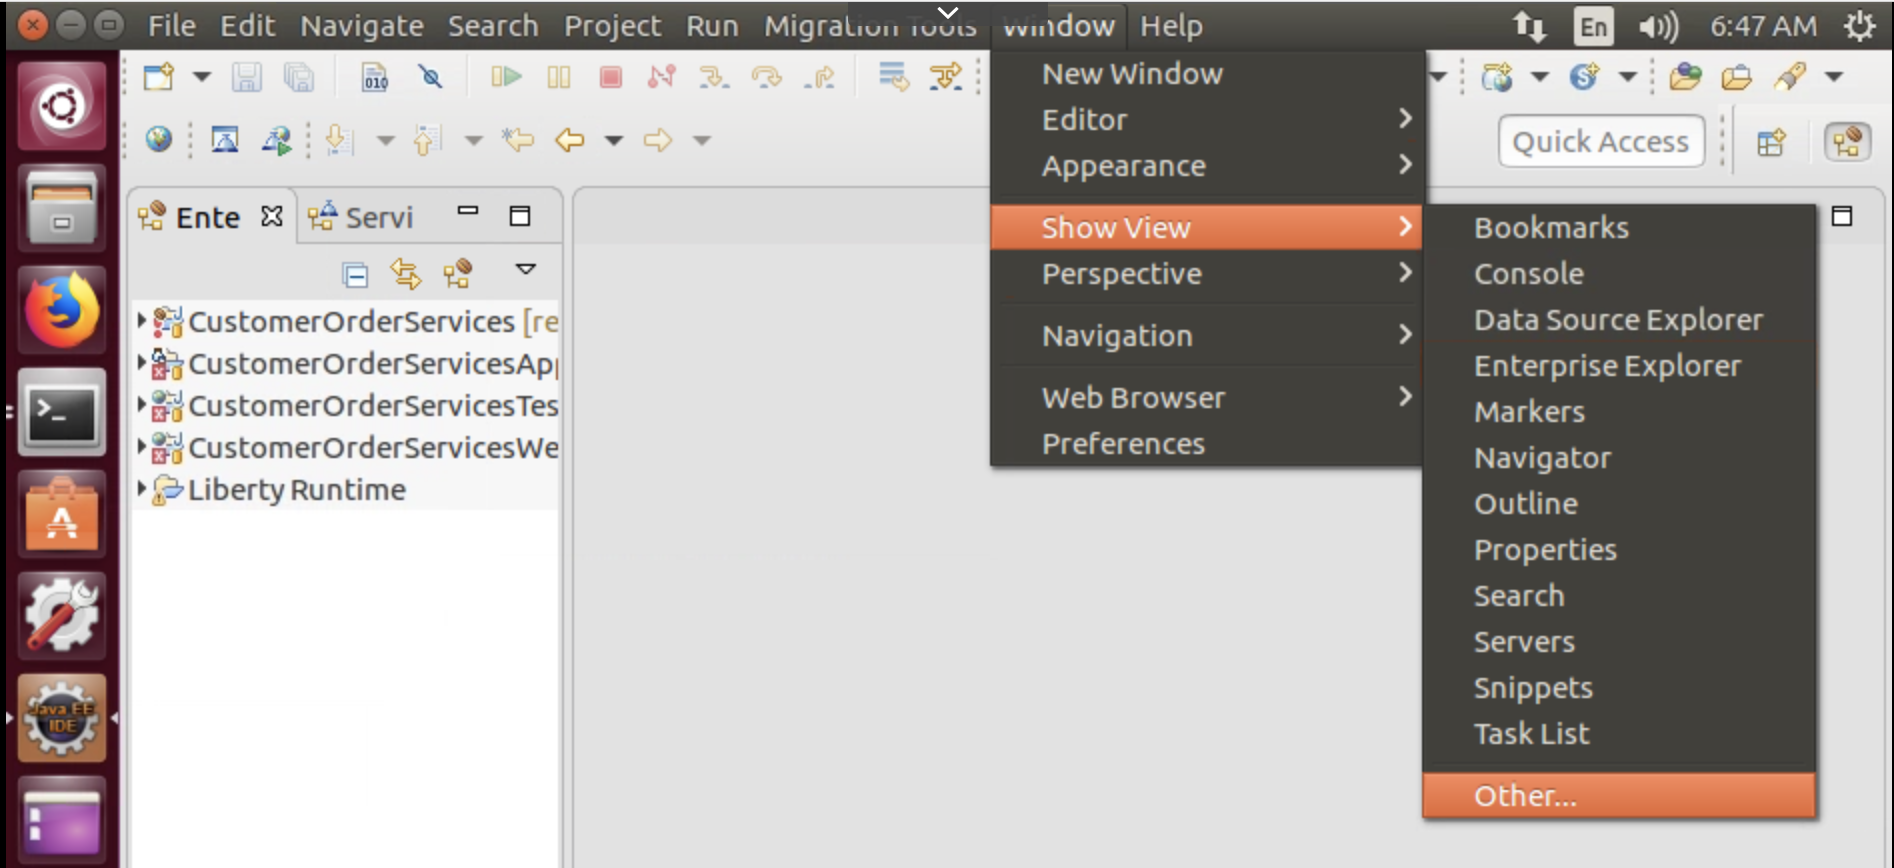 File Edit Navigate Search Project Run Migration Tools Window Help En 6:47 AM
010
Quick Access
Ente Servi
CustomerOrderServices [re
CustomerOrderServicesAp
CustomerOrderServicesTes
CustomerOrderServicesWe
Liberty Runtime
Java EE
IDE
New Window
Editor
Appearance
Show View
Perspective
Navigation
Web Browser
Preferences
Bookmarks
Console
Data Source Explorer
Enterprise Explorer
Markers
Navigator
Outline
Properties
Search
Servers
Snippets
Task List
Other...